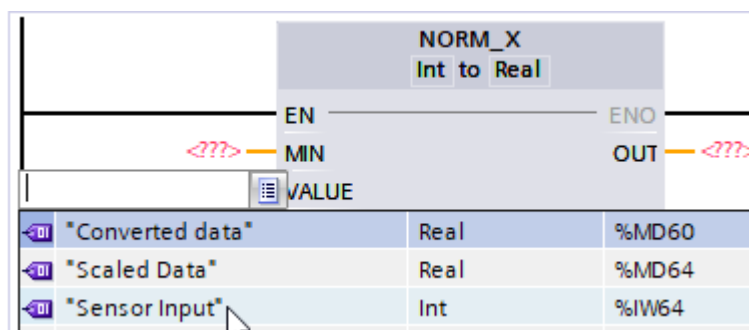 NORM_X
Int to Real
EN ENO
<???> MIN OUT <???>
VALUE
"Converted data" Real %MD60
"Scaled Data" Real %MD64
"Sensor Input" Int %IW64